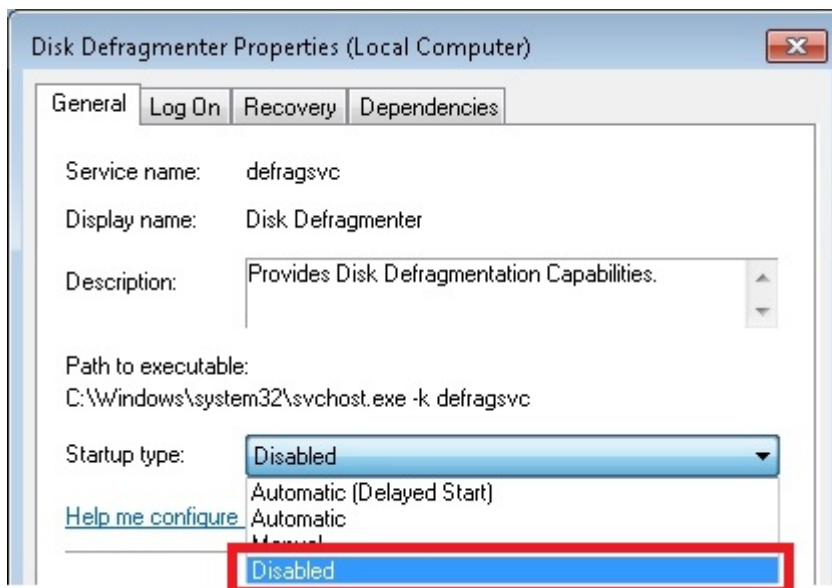 Disk Defragmenter Properties (Local Computer)
General Log On Recovery Dependencies
Service name: defragsvc
Display name: Disk Defragmenter
Description: Provides Disk Defragmentation Capabilities.
Path to executable:
C:\Windows\system32\svchost.exe -k defragsvc
Startup type: Disabled
Automatic (Delayed Start)
Help me configure Automatic
Manual
Disabled